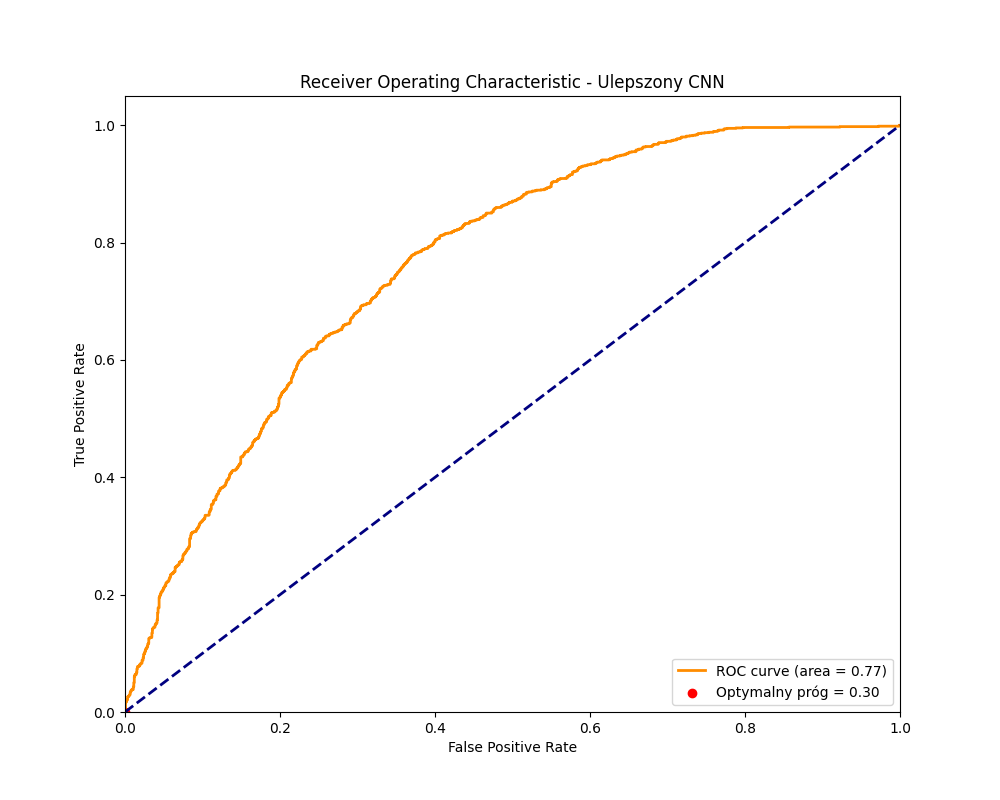 Receiver Operating Characteristic - Ulepszony CNN
1.0
0.8
0.6
0.4
0.2
0.0
True Positive Rate
0.0 0.2 0.4 0.6 0.8 1.0
False Positive Rate
ROC curve (area = 0.77)
Optymalny próg = 0.30